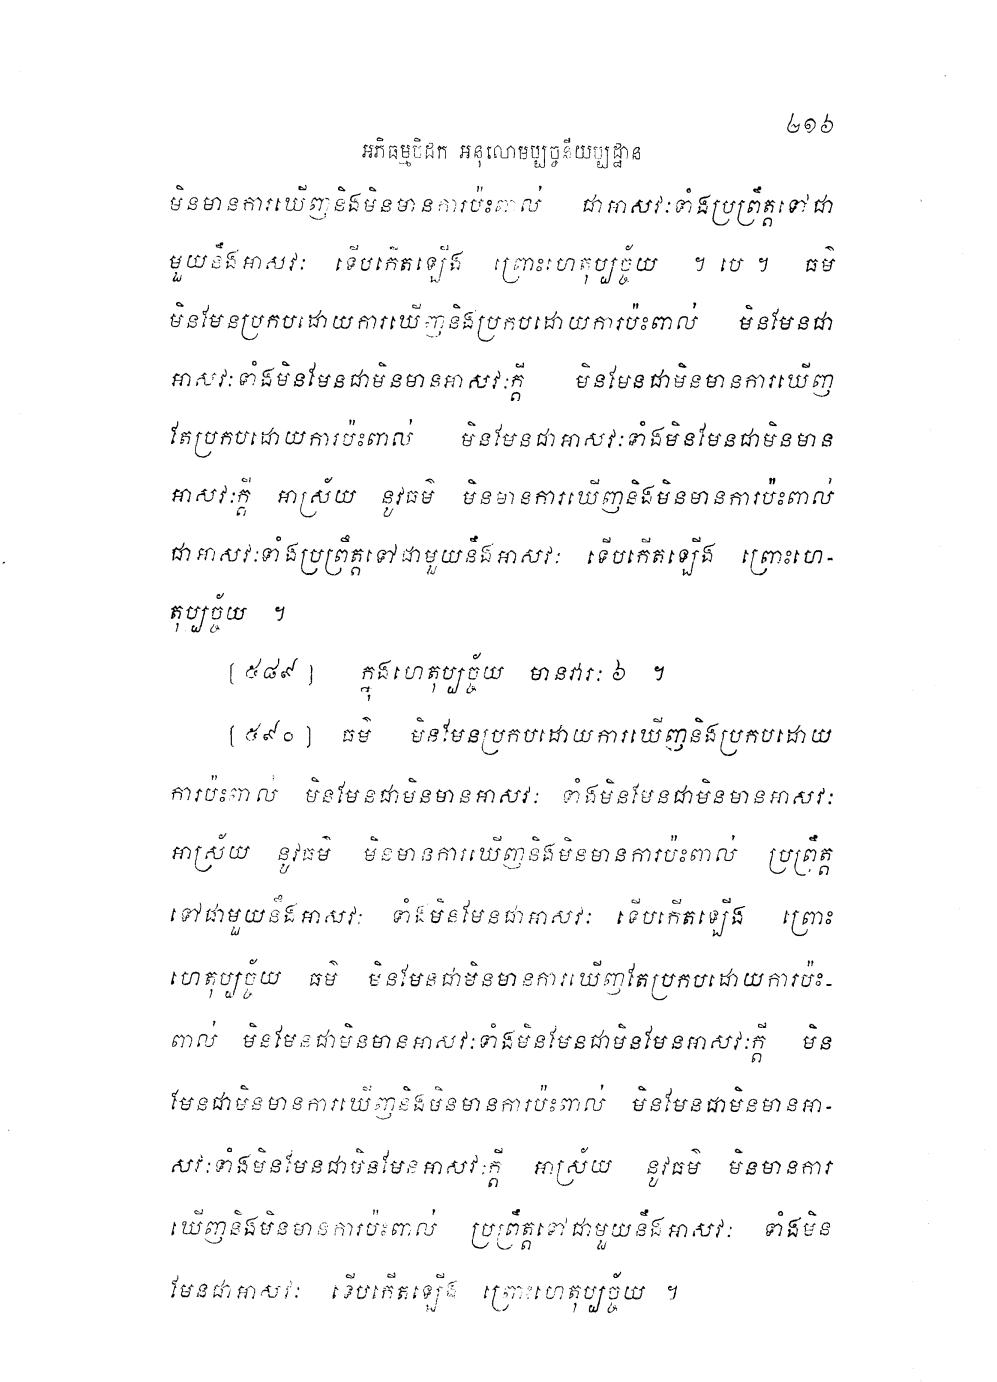 ២១៦
អភិធម្មបិដក អនុលោមប្បច្ចនីយប្បដ្ឋាន
មិនមានការឃើញនិងមិនមានការប៉ះពាល់ ជាអាសវៈទាំងប្រព្រឹត្តទៅជា
មួយនឹងអាសវៈ ទើបកើតឡើង ព្រោះហេតុប្បច្ច័យ ។ បេ ។ ធម៌
មិនមែនប្រកបដោយការឃើញនិងប្រកបដោយការប៉ះពាល់ មិនមែនជា
អាសវៈទាំងមិនមែនជាមិនមានអាសវៈក្តី មិនមែនជាមិនមានការឃើញ
តែប្រកបដោយការប៉ះពាល់ មិនមែនជាអាសវៈទាំងមិនមែនជាមិនមាន
អាសវៈក្តី អាស្រ័យ នូវធម៌ មិនមានការឃើញនិងមិនមានការប៉ះពាល់
ជាអាសវៈទាំងប្រព្រឹត្តទៅជាមួយនឹងអាសវៈ ទើបកើតឡើង ព្រោះហេ-
តុប្បច្ច័យ ។
[៥៨៩] ក្នុងហេតុប្បច្ច័យ មានវារៈ ៦ ។
[៥៩០] ធម៌ មិនមែនប្រកបដោយការឃើញនិងប្រកបដោយ
ការប៉ះពាល់ មិនមែនជាមិនមានអាសវៈ ទាំងមិនមែនជាមិនមានអាសវៈ
អាស្រ័យ នូវធម៌ មិនមានការឃើញនិងមិនមានការប៉ះពាល់ ប្រព្រឹត្ត
ទៅជាមួយនឹងអាសវៈ ទាំងមិនមែនជាអាសវៈ ទើបកើតឡើង ព្រោះ
ហេតុប្បច្ច័យ ធម៌ មិនមែនជាមិនមានការឃើញតែប្រកបដោយការប៉ះ-
ពាល់ មិនមែនជាមិនមានអាសវៈទាំងមិនមែនជាមិនមែនអាសវៈក្តី មិន
មែនជាមិនមានការឃើញនិងមិនមានការប៉ះពាល់ មិនមែនជាមិនមានអា-
សវៈទាំងមិនមែនជាមិនមែនអាសវៈក្តី អាស្រ័យ នូវធម៌ មិនមានការ
ឃើញនិងមិនមានការប៉ះពាល់ ប្រព្រឹត្តទៅជាមួយនឹងអាសវៈ ទាំងមិន
មែនជាអាសវៈ ទើបកើតឡើង ព្រោះហេតុប្បច្ច័យ ។